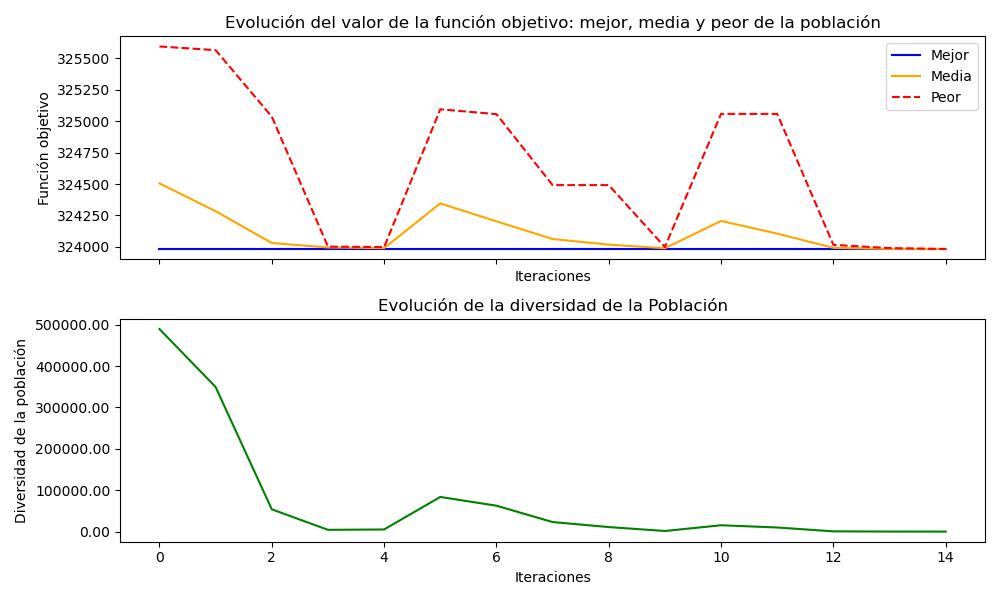 Evolución del valor de la función objetivo: mejor, media y peor de la población
Función objetivo
325500
325250
325000
324750
324500
324250
324000
Mejor
Media
Peor
Iteraciones
Evolución de la diversidad de la Población
Diversidad de la población
500000.00
400000.00
300000.00
200000.00
100000.00
0.00
0 2 4 6 8 10 12 14
Iteraciones